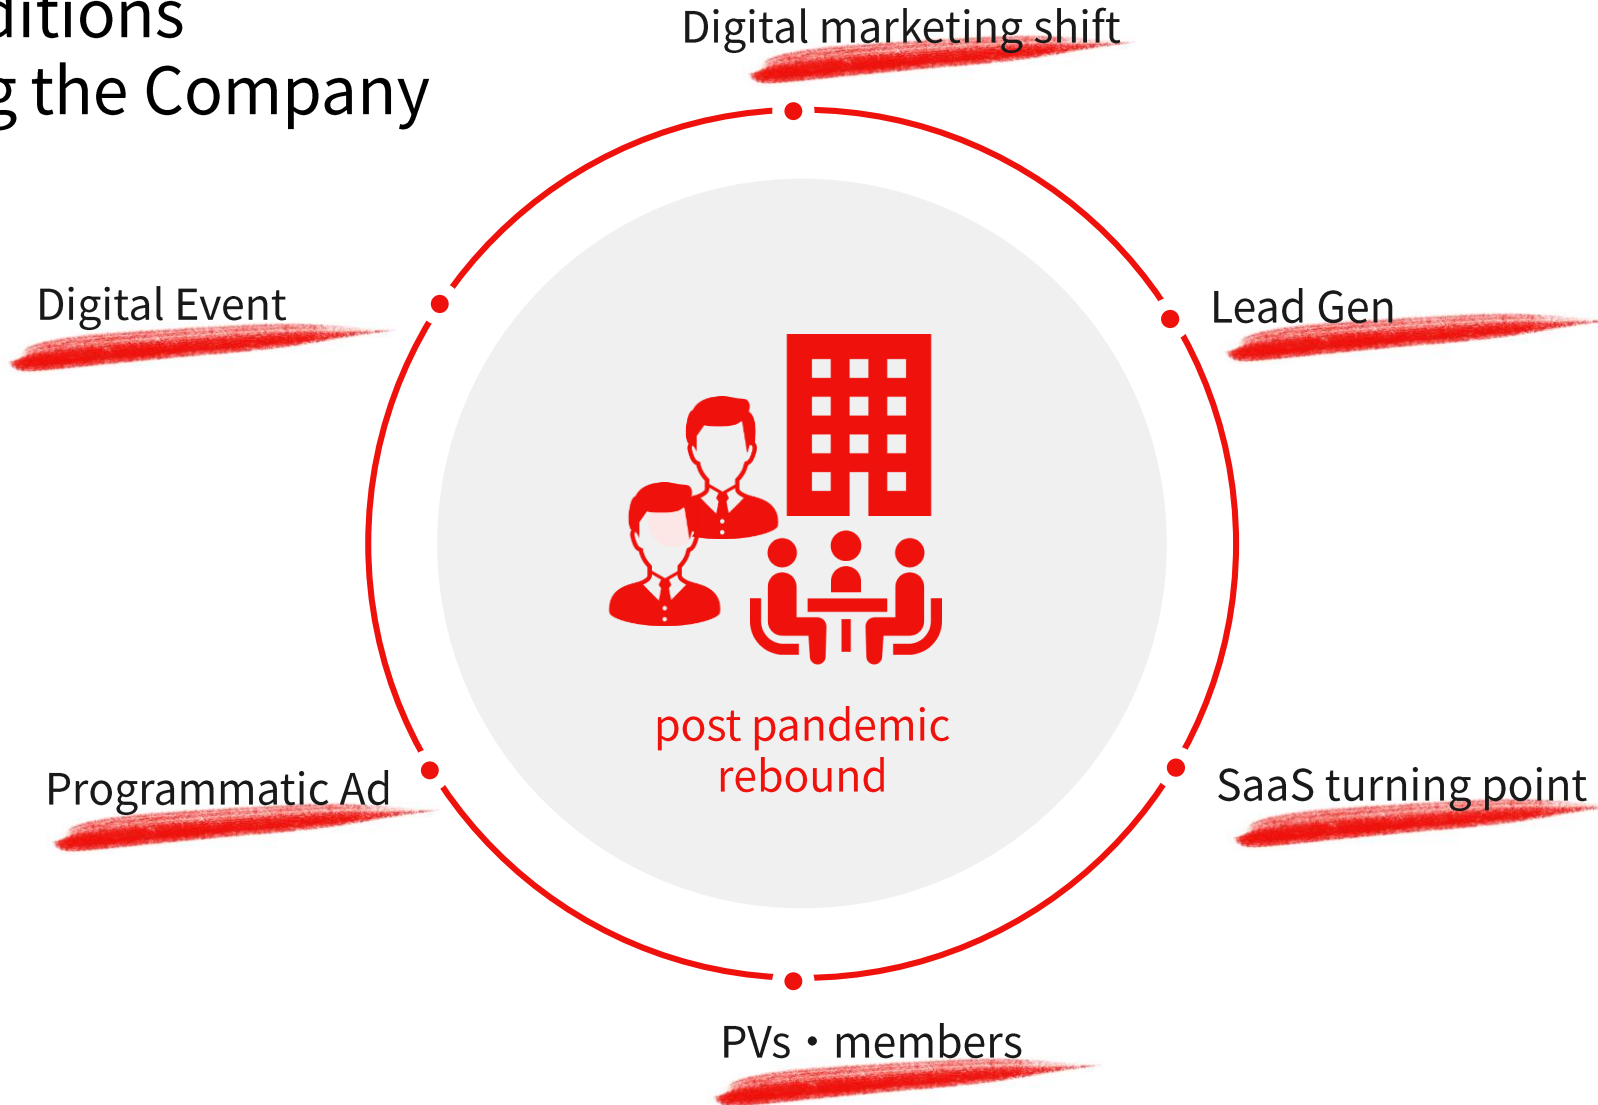 ditions
g the Company
Digital marketing shift
Digital Event
Lead Gen
post pandemic
rebound
Programmatic Ad
SaaS turning point
PVs・members